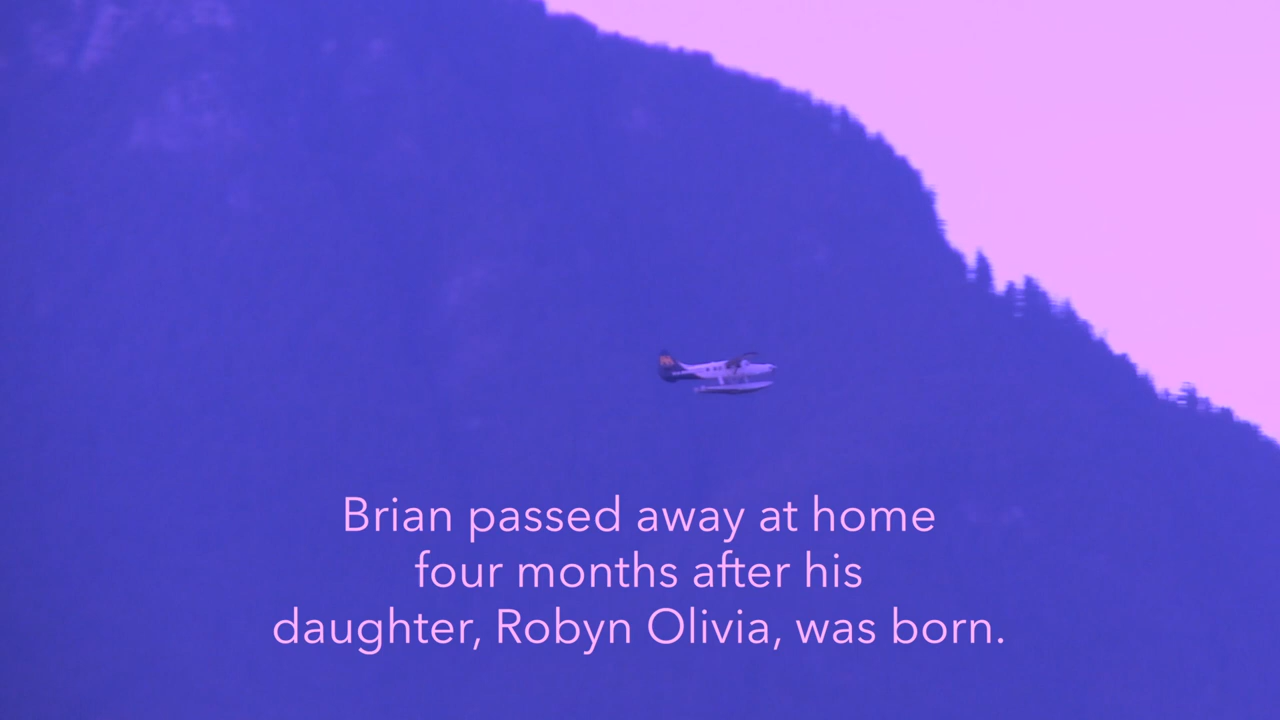 Brian passed away at home
four months after his
daughter, Robyn Olivia, was born.